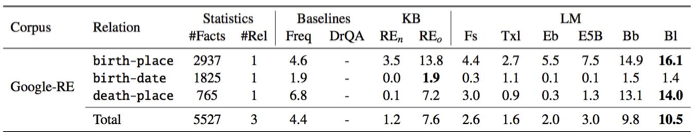 Corpus Relation Statistics Baselines KB LM
#Facts #Rel Freq DrQA REn REo Fs Txl Eb E5B Bb Bl
Google-RE
birth-place 2937 1 4.6 - 3.5 13.8 4.4 2.7 5.5 7.5 14.9 16.1
birth-date 1825 1 1.9 - 0.0 1.9 0.3 1.1 0.1 0.1 1.5 1.4
death-place 765 1 6.8 - 0.1 7.2 3.0 0.9 0.3 1.3 13.1 14.0
Total 5527 3 4.4 - 1.2 7.6 2.6 1.6 2.0 3.0 9.8 10.5